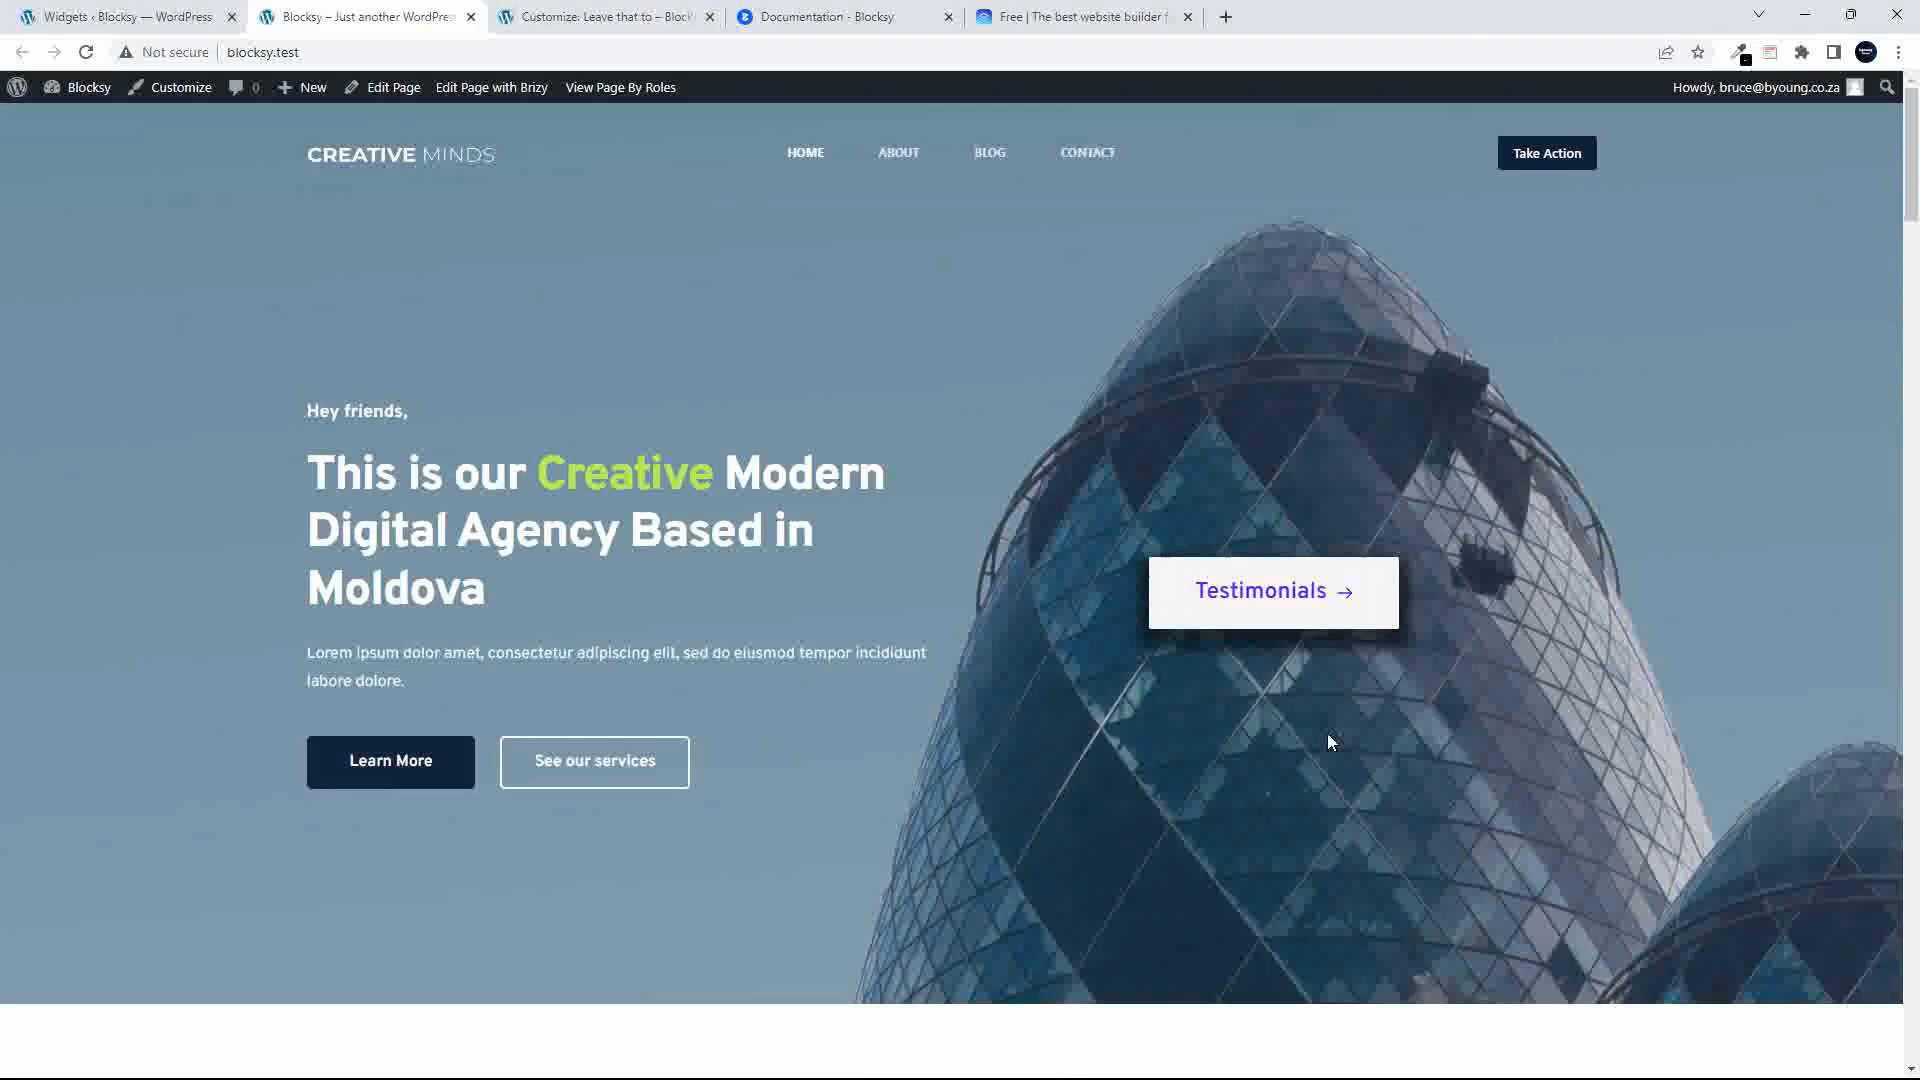 Widgets ‹ Blocksy — WordPress
Blocksy – Just another WordPres
Customize: Leave that to – Block
Documentation - Blocksy
Free | The best website builder f
Not secure
blocksy.test
Blocksy
Customize
0
New
Edit Page
Edit Page with Brizy
View Page By Roles
Howdy, bruce@byoung.co.za
CREATIVE MINDS
HOME
ABOUT
BLOG
CONTACT
Take Action
Hey friends,
This is our Creative Modern
Digital Agency Based in
Moldova
Testimonials →
Lorem ipsum dolor amet, consectetur adipiscing elit, sed do eiusmod tempor incididunt
labore dolore.
Learn More
See our services